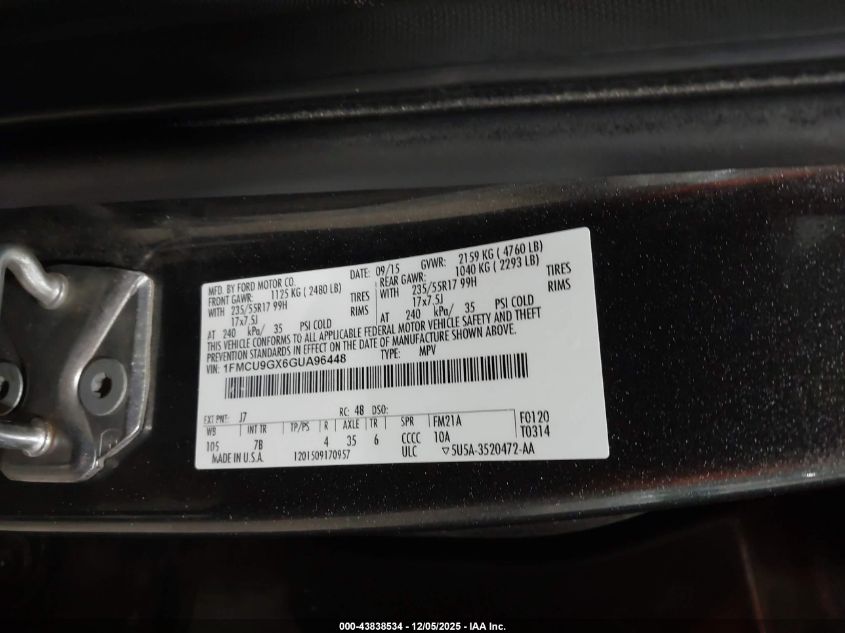 MFD. BY FORD MOTOR CO.
DATE: 09/15 GVWR: 2159 KG ( 4760 LB)
FRONT GAWR: 1125 KG ( 2480 LB) REAR GAWR: 1040 KG ( 2293 LB)
WITH 235/55R17 99H TIRES WITH 235/55R17 99H TIRES
17x7.5J RIMS 17x7.5J RIMS
AT 240 kPa/ 35 PSI COLD AT 240 kPa/ 35 PSI COLD
THIS VEHICLE CONFORMS TO ALL APPLICABLE FEDERAL MOTOR VEHICLE SAFETY AND THEFT
PREVENTION STANDARDS IN EFFECT ON THE DATE OF MANUFACTURE SHOWN ABOVE.
VIN: 1FMCU9GX6GUA96448 TYPE: MPV
EXT PNT: J7 RC: 48 DSO:
WB INT TR TP/PS R AXLE TR SPR FM21A F0120
105 7B 4 35 6 CCCC 10A T0314
MADE IN U.S.A. 1201509170957 ULC ▽5U5A-3520472-AA
000-43838534 - 12/05/2025 - IAA Inc.